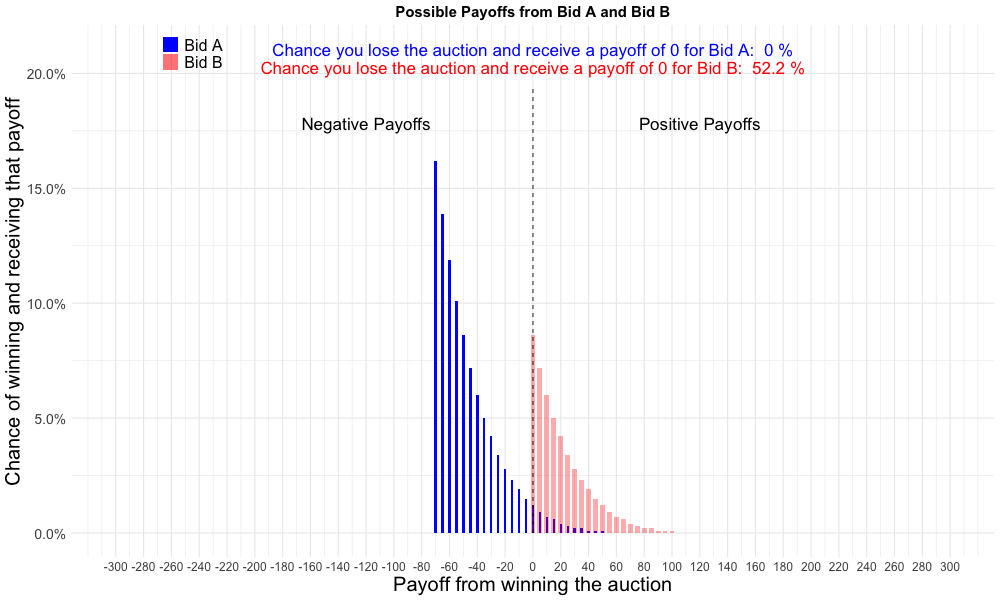 Possible Payoffs from Bid A and Bid B
Bid A
Bid B
Chance you lose the auction and receive a payoff of 0 for Bid A:  0 %
Chance you lose the auction and receive a payoff of 0 for Bid B:  52.2 %
Negative Payoffs
Positive Payoffs
Chance of winning and receiving that payoff
20.0%
15.0%
10.0%
5.0%
0.0%
-300 -280 -260 -240 -220 -200 -180 -160 -140 -120 -100 -80 -60 -40 -20 0 20 40 60 80 100 120 140 160 180 200 220 240 260 280 300
Payoff from winning the auction